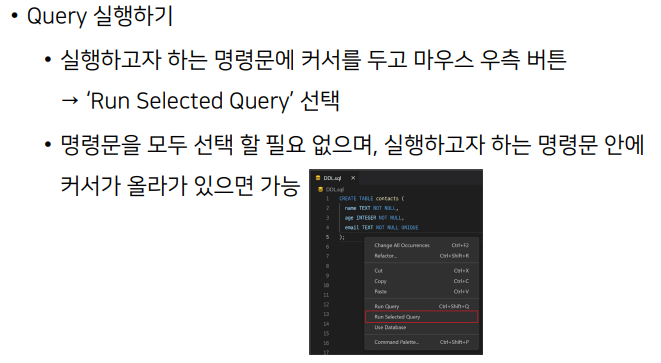 • Query 실행하기
• 실행하고자 하는 명령문에 커서를 두고 마우스 우측 버튼
→ ‘Run Selected Query’ 선택
• 명령문을 모두 선택 할 필요 없으며, 실행하고자 하는 명령문 안에
커서가 올라가 있으면 가능
DDL.sql ×
DDL.sql
1 CREATE TABLE contacts (
2 name TEXT NOT NULL,
3 age INTEGER NOT NULL,
4 email TEXT NOT NULL UNIQUE
5 );
6 Change All Occurrences Ctrl+F2
7 Refactor... Ctrl+Shift+R
8
9 Cut Ctrl+X
10 Copy Ctrl+C
11 Paste Ctrl+V
12 Run Query Ctrl+Shift+Q
13 Run Selected Query
14 Use Database
15
16 Command Palette... Ctrl+Shift+P
17